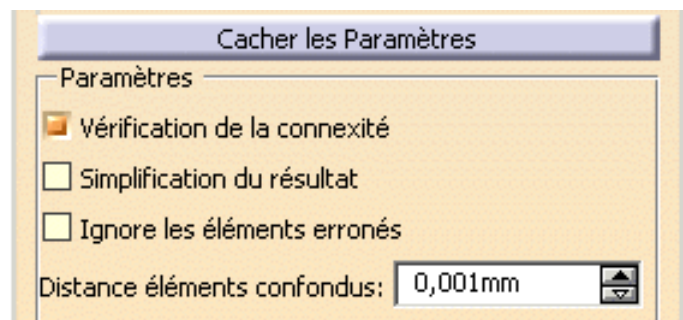 Cacher les Paramètres
Paramètres
Vérification de la connexité
Simplification du résultat
Ignore les éléments erronés
Distance éléments confondus: 0,001mm